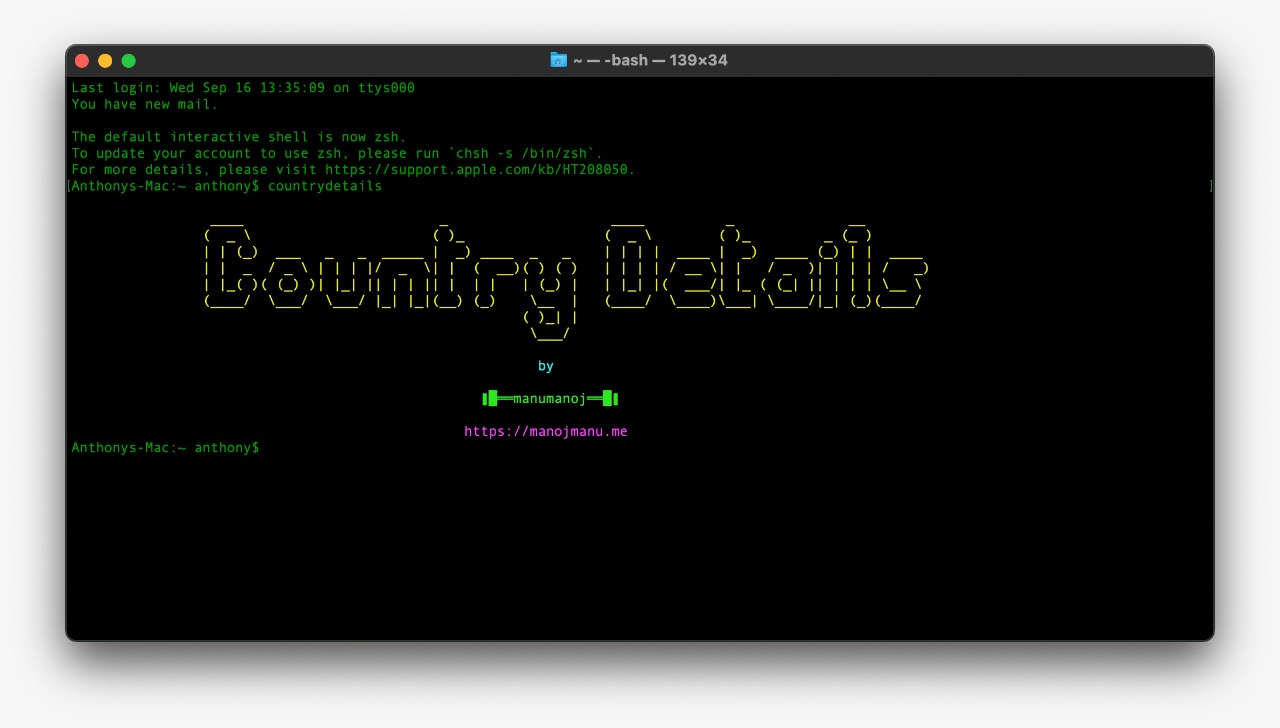 ~ — -bash — 139×34
Last login: Wed Sep 16 13:35:09 on ttys000
You have new mail.
The default interactive shell is now zsh.
To update your account to use zsh, please run `chsh -s /bin/zsh`.
For more details, please visit https://support.apple.com/kb/HT208050.
[Anthonys-Mac:~ anthony$ countrydetails ]
Country Details
by
manumanoj
https://manojmanu.me
Anthonys-Mac:~ anthony$